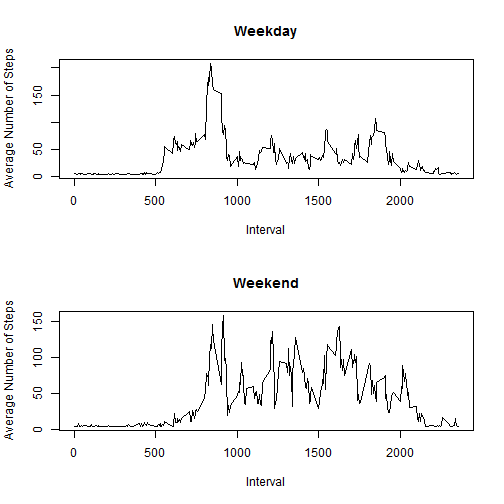 Weekday
Average Number of Steps
0 50 150
0 500 1000 1500 2000
Interval
Weekend
Average Number of Steps
0 50 100 150
0 500 1000 1500 2000
Interval